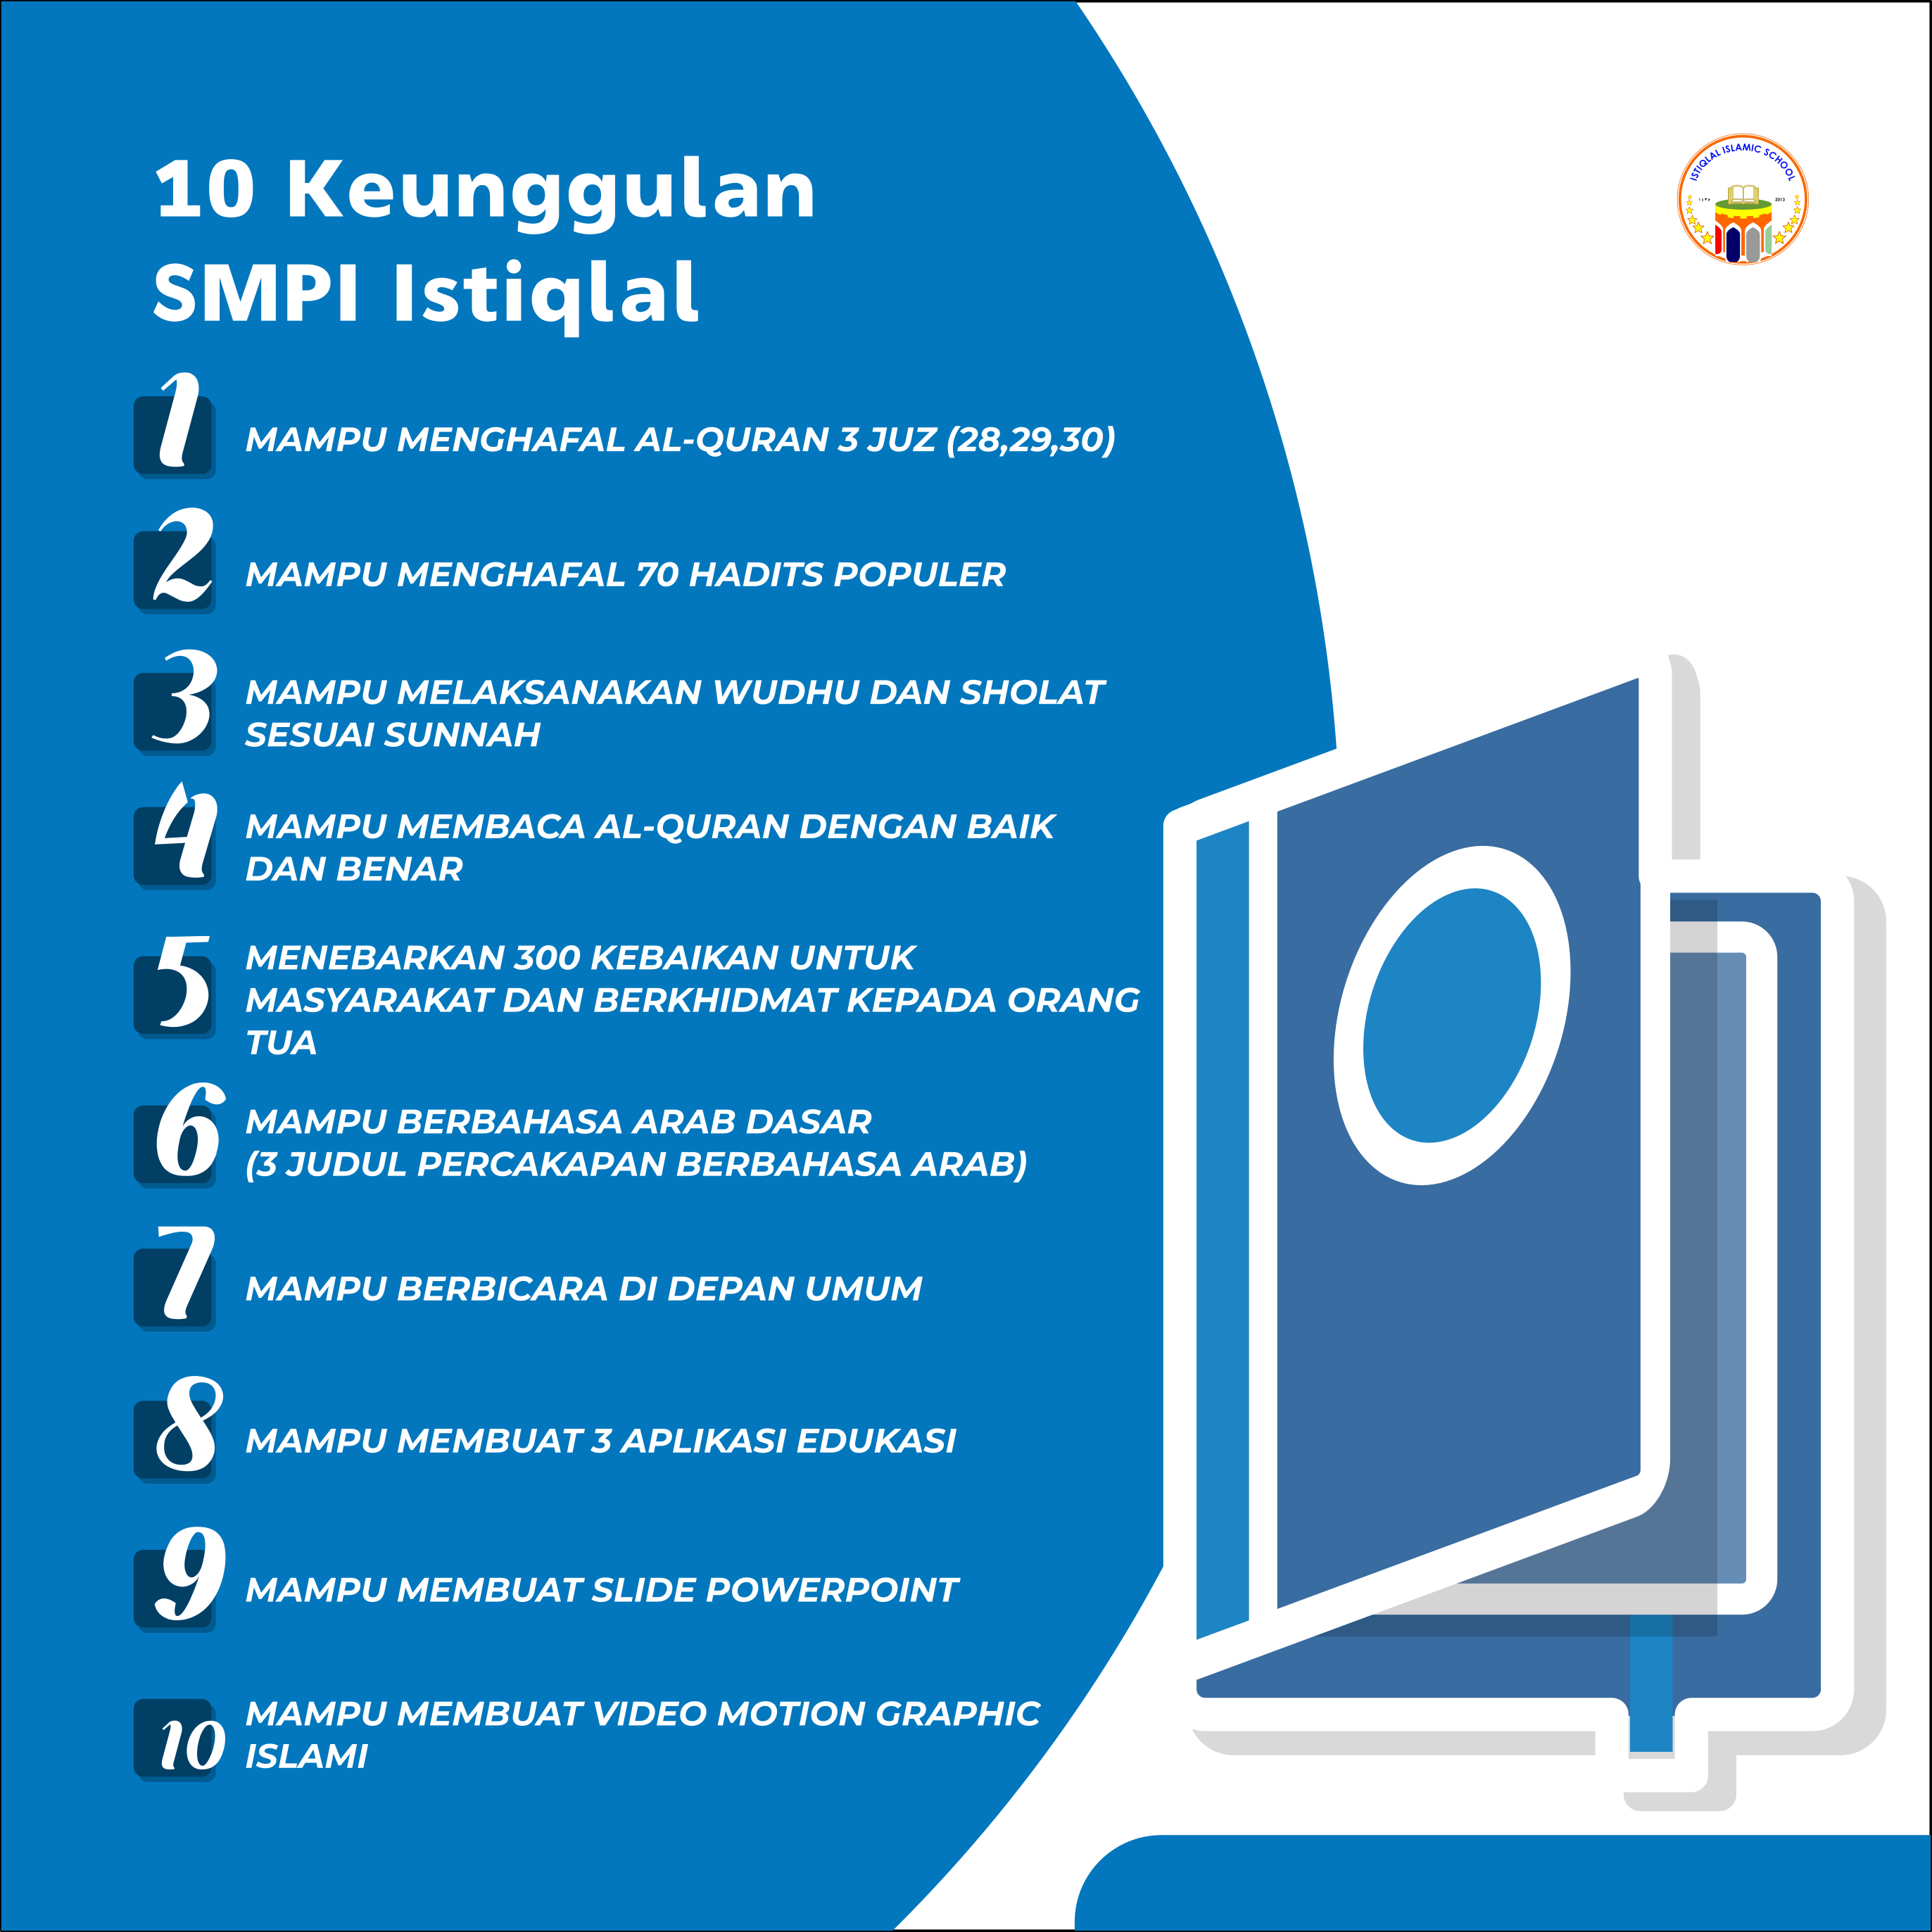 10 Keunggulan
SMPI Istiqlal
ISTIQLAL ISLAMIC SCHOOL
2013
1
MAMPU MENGHAFAL AL-QURAN 3 JUZ (28,29,30)
2
MAMPU MENGHAFAL 70 HADITS POPULER
3
MAMPU MELAKSANAKAN WUDHU DAN SHOLAT
SESUAI SUNNAH
4
MAMPU MEMBACA AL-QURAN DENGAN BAIK
DAN BENAR
5
MENEBARKAN 300 KEBAIKAN UNTUK
MASYARAKAT DAN BERKHIDMAT KEPADA ORANG
TUA
6
MAMPU BERBAHASA ARAB DASAR
(3 JUDUL PERCAKAPAN BERBAHASA ARAB)
7
MAMPU BERBICARA DI DEPAN UMUM
8
MAMPU MEMBUAT 3 APLIKASI EDUKASI
9
MAMPU MEMBUAT SLIDE POWERPOINT
10
MAMPU MEMBUAT VIDEO MOTION GRAPHIC
ISLAMI